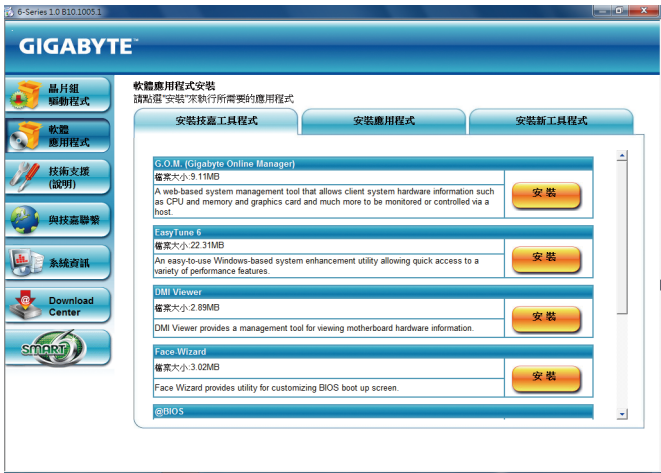 6-Series 1.0 B10.1005.1
GIGABYTE™
晶片組
驅動程式
軟體
應用程式
技術支援
(說明)
與技嘉聯繫
系統資訊
Download
Center
SMART 6
軟體應用程式安裝
請點選"安裝"來執行所需要的應用程式
安裝技嘉工具程式
安裝應用程式
安裝新工具程式
G.O.M. (Gigabyte Online Manager)
檔案大小:9.11MB
A web-based system management tool that allows client system hardware information such
as CPU and memory and graphics card and much more to be monitored or controlled via a
host.
安裝
EasyTune 6
檔案大小:22.31MB
An easy-to-use Windows-based system enhancement utility allowing quick access to a
variety of performance features.
安裝
DMI Viewer
檔案大小:2.89MB
DMI Viewer provides a management tool for viewing motherboard hardware information.
安裝
Face-Wizard
檔案大小:3.02MB
Face Wizard provides utility for customizing BIOS boot up screen.
安裝
@BIOS